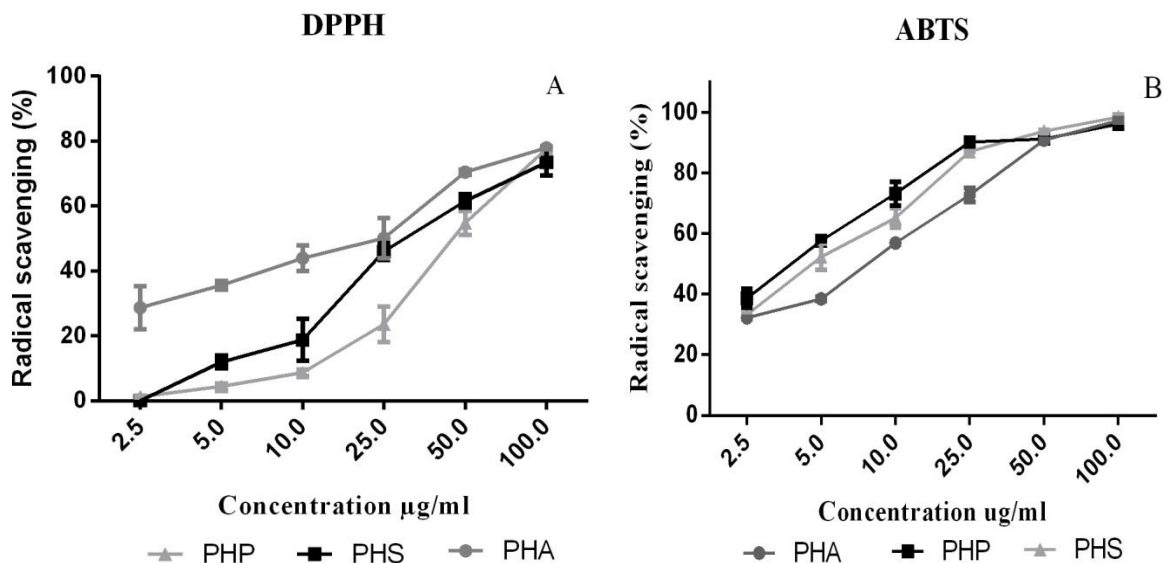 DPPH
A
Radical scavenging (%)
100
80
60
40
20
0
2.5
5.0
10.0
25.0
50.0
100.0
Concentration µg/ml
PHP
PHS
PHA
ABTS
B
Radical scavenging (%)
100
80
60
40
20
0
2.5
5.0
10.0
25.0
50.0
100.0
Concentration ug/ml
PHA
PHP
PHS